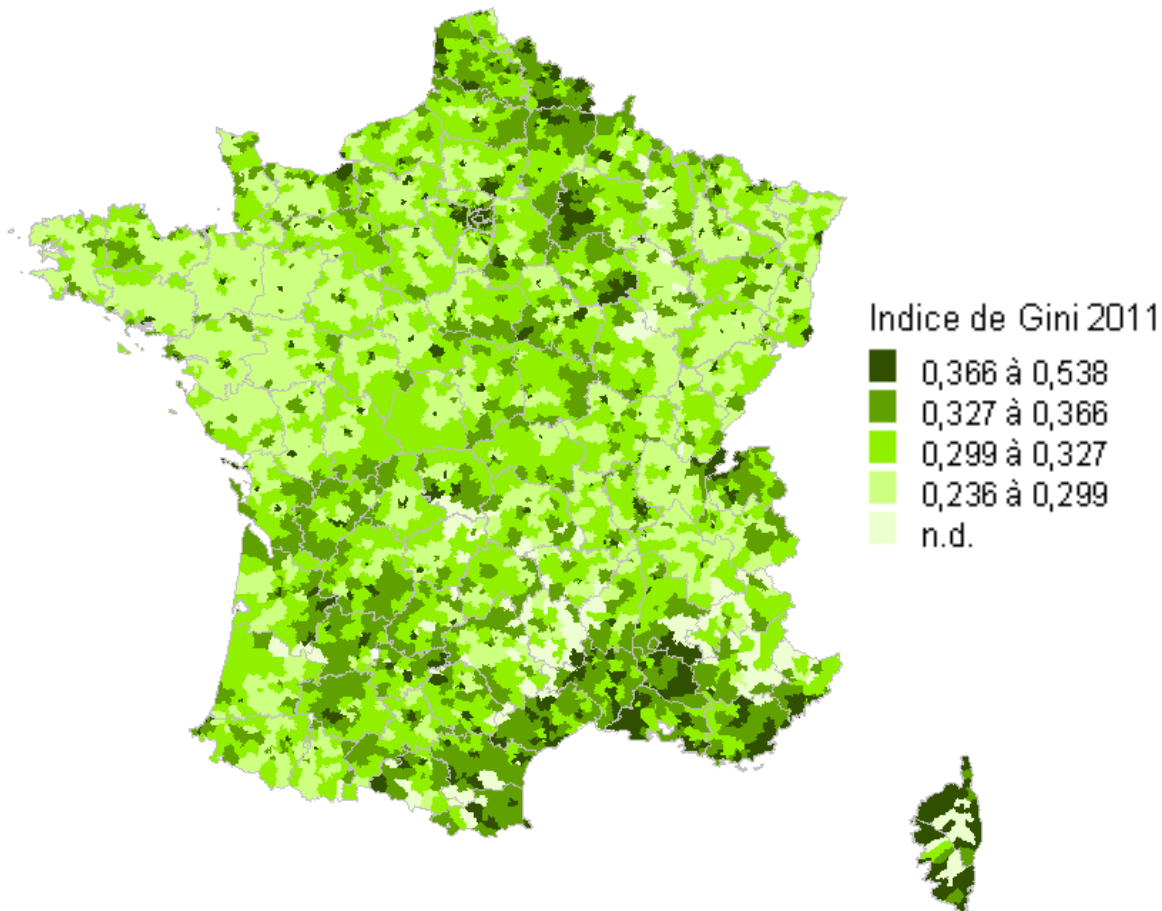 Indice de Gini 2011
0,366 à 0,538
0,327 à 0,366
0,299 à 0,327
0,236 à 0,299
n.d.